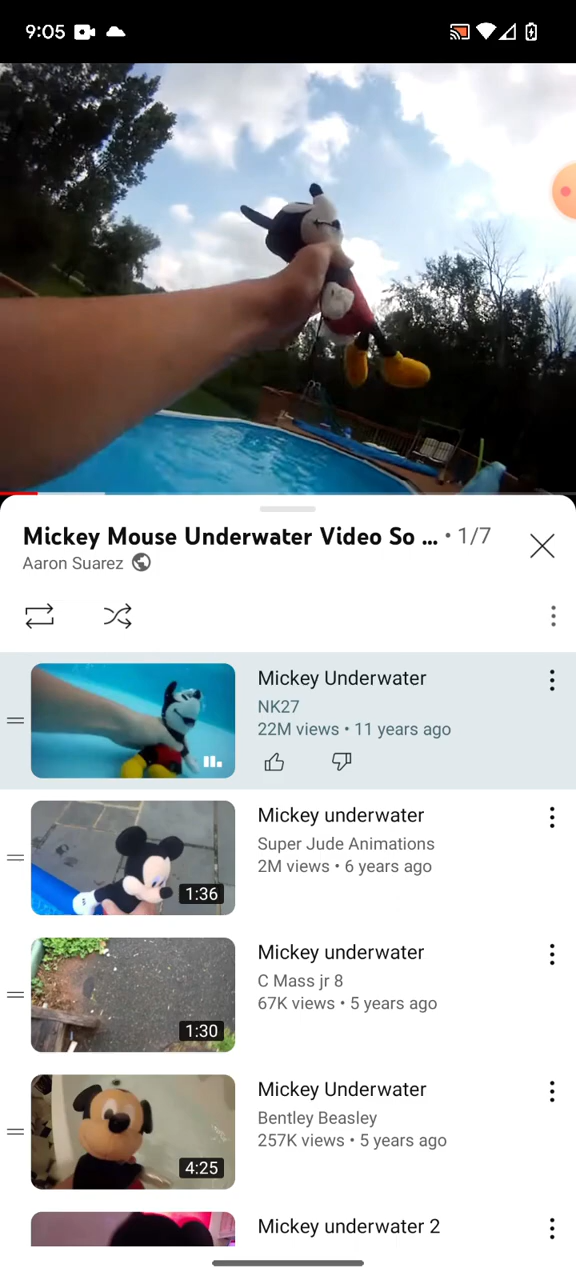 9:05
Mickey Mouse Underwater Video So ... • 1/7
Aaron Suarez
Mickey Underwater
NK27
22M views • 11 years ago
Mickey underwater
Super Jude Animations
2M views • 6 years ago
1:36
Mickey underwater
C Mass jr 8
67K views • 5 years ago
1:30
Mickey Underwater
Bentley Beasley
257K views • 5 years ago
4:25
Mickey underwater 2